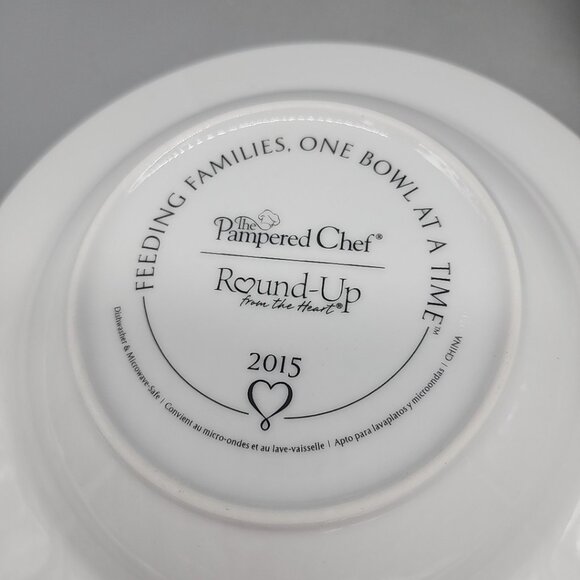 FEEDING FAMILIES, ONE BOWL AT A TIME™
The
Pampered Chef®
Round-Up
from the Heart®
2015
Dishwasher & Microwave-Safe | Convient au micro-ondes et au lave-vaisselle | Apto para lavaplatos y microondas | CHINA